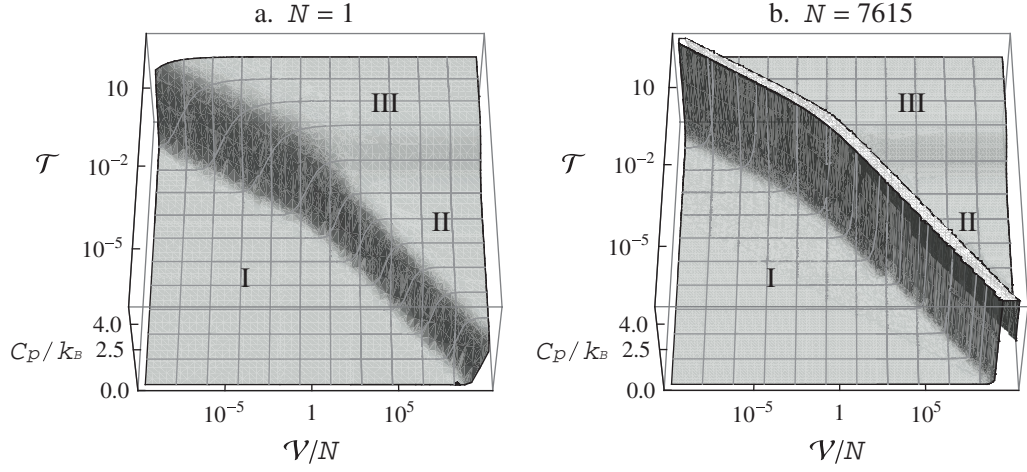 a. N = 1
10
𝒯
10⁻²
10⁻⁵
4.0
Cp/kB
2.5
0.0
10⁻⁵
1
10⁵
𝒱/N
I
II
III
b. N = 7615
10
𝒯
10⁻²
10⁻⁵
4.0
Cp/kB
2.5
0.0
10⁻⁵
1
10⁵
𝒱/N
I
II
III